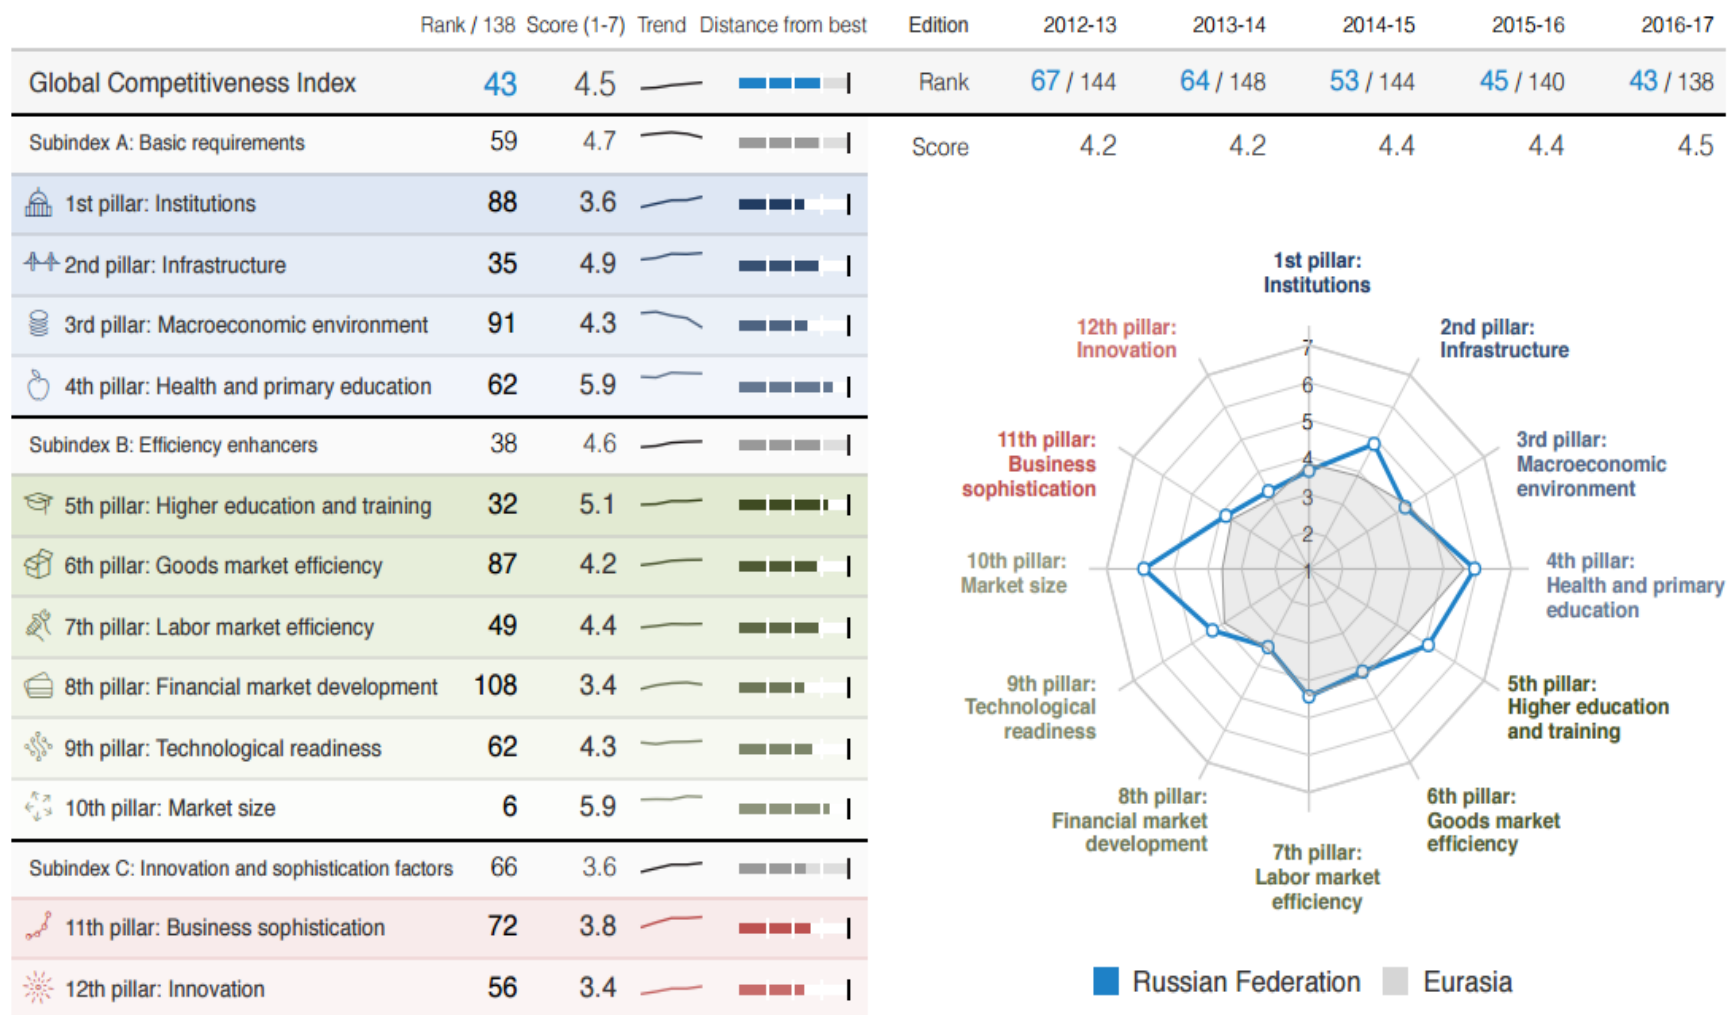 Rank / 138 Score (1-7) Trend Distance from best
Global Competitiveness Index 43 4.5
Subindex A: Basic requirements 59 4.7
1st pillar: Institutions 88 3.6
2nd pillar: Infrastructure 35 4.9
3rd pillar: Macroeconomic environment 91 4.3
4th pillar: Health and primary education 62 5.9
Subindex B: Efficiency enhancers 38 4.6
5th pillar: Higher education and training 32 5.1
6th pillar: Goods market efficiency 87 4.2
7th pillar: Labor market efficiency 49 4.4
8th pillar: Financial market development 108 3.4
9th pillar: Technological readiness 62 4.3
10th pillar: Market size 6 5.9
Subindex C: Innovation and sophistication factors 66 3.6
11th pillar: Business sophistication 72 3.8
12th pillar: Innovation 56 3.4
Edition 2012-13 2013-14 2014-15 2015-16 2016-17
Rank 67 / 144 64 / 148 53 / 144 45 / 140 43 / 138
Score 4.2 4.2 4.4 4.4 4.5
1st pillar:
Institutions
2nd pillar:
Infrastructure
3rd pillar:
Macroeconomic
environment
4th pillar:
Health and primary
education
5th pillar:
Higher education
and training
6th pillar:
Goods market
efficiency
7th pillar:
Labor market
efficiency
8th pillar:
Financial market
development
9th pillar:
Technological
readiness
10th pillar:
Market size
11th pillar:
Business
sophistication
12th pillar:
Innovation
7
6
5
4
3
2
1
Russian Federation
Eurasia